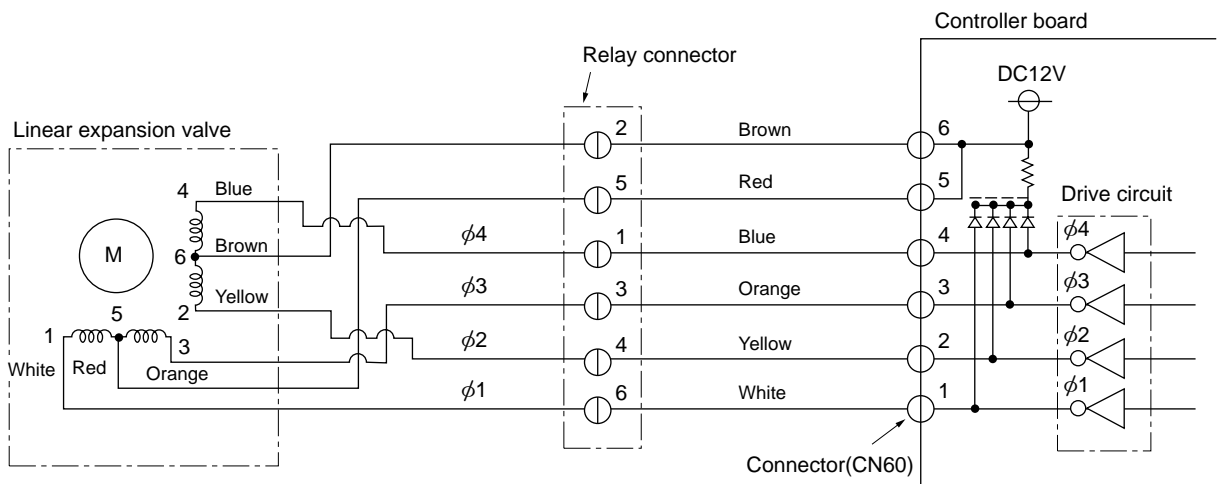 Controller board
Relay connector
DC12V
Linear expansion valve
2
Brown
6
4
Blue
5
Red
5
Drive circuit
M
6
Brown
ϕ4
1
Blue
4
ϕ4
2
Yellow
ϕ3
3
Orange
3
ϕ3
5
1
3
ϕ2
4
Yellow
2
ϕ2
White
Red
Orange
ϕ1
6
White
1
ϕ1
Connector(CN60)